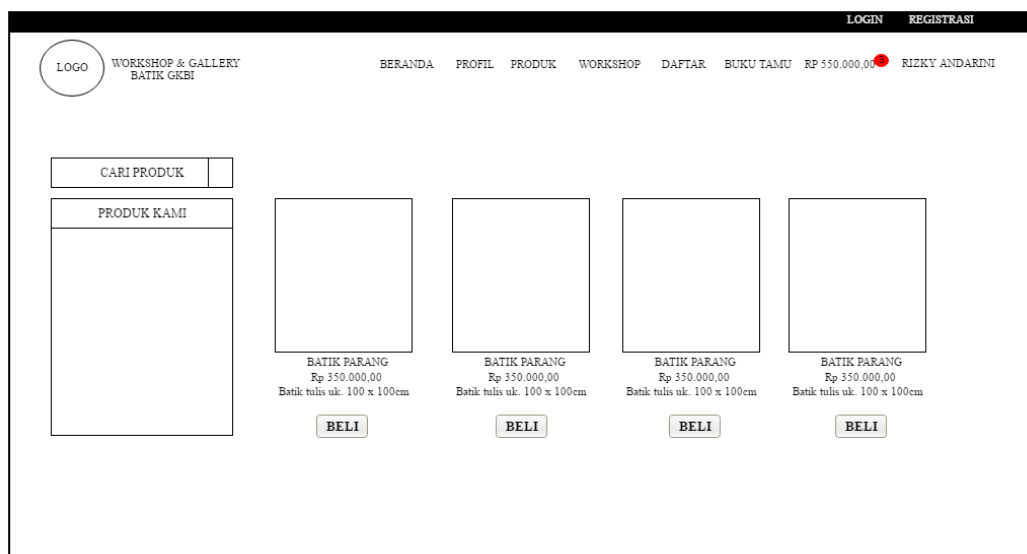 LOGIN REGISTRASI
LOGO
WORKSHOP & GALLERY
BATIK GKBI
BERANDA PROFIL PRODUK WORKSHOP DAFTAR BUKU TAMU RP 550.000,00 3 RIZKY ANDARINI
CARI PRODUK
PRODUK KAMI
BATIK PARANG
Rp 350.000,00
Batik tulis uk. 100 x 100cm
BELI
BATIK PARANG
Rp 350.000,00
Batik tulis uk. 100 x 100cm
BELI
BATIK PARANG
Rp 350.000,00
Batik tulis uk. 100 x 100cm
BELI
BATIK PARANG
Rp 350.000,00
Batik tulis uk. 100 x 100cm
BELI